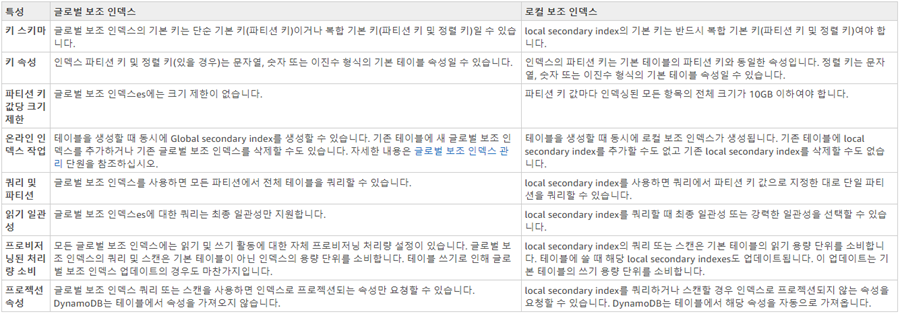 특성 글로벌 보조 인덱스 로컬 보조 인덱스
키 스키마 글로벌 보조 인덱스의 기본 키는 단순 기본 키(파티션 키)이거나 복합 기본 키(파티션 키 및 정렬 키)일 수 있습
니다.
local secondary index의 기본 키는 반드시 복합 기본 키(파티션 키 및 정렬 키)여야 합
니다.
키 속성 인덱스 파티션 키 및 정렬 키(있을 경우)는 문자열, 숫자 또는 이진수 형식의 기본 테이블 속성일 수 있습니다.
인덱스의 파티션 키는 기본 테이블의 파티션 키와 동일한 속성입니다. 정렬 키는 문자
열, 숫자 또는 이진수 형식의 기본 테이블 속성일 수 있습니다.
파티션 키
값당 크기
제한
글로벌 보조 인덱스es에는 크기 제한이 없습니다.
파티션 키 값마다 인덱싱된 모든 항목의 전체 크기가 10GB 이하여야 합니다.
온라인 인
덱스 작업
테이블을 생성할 때 동시에 Global secondary index를 생성할 수 있습니다. 기존 테이블에 새 글로벌 보조 인
덱스를 추가하거나 기존 글로벌 보조 인덱스를 삭제할 수도 있습니다. 자세한 내용은 글로벌 보조 인덱스 관
리 단원을 참조하십시오.
테이블을 생성할 때 동시에 로컬 보조 인덱스가 생성됩니다. 기존 테이블에 local
secondary index를 추가할 수도 없고 기존 local secondary index를 삭제할 수도 없습
니다.
쿼리 및
파티션
글로벌 보조 인덱스를 사용하면 모든 파티션에서 전체 테이블을 쿼리할 수 있습니다.
local secondary index를 사용하면 쿼리에서 파티션 키 값으로 지정한 대로 단일 파티
션을 쿼리할 수 있습니다.
읽기 일관
성
글로벌 보조 인덱스es에 대한 쿼리는 최종 일관성만 지원합니다.
local secondary index를 쿼리할 때 최종 일관성 또는 강력한 일관성을 선택할 수 있습
니다.
프로비저
닝된 처리
량 소비
모든 글로벌 보조 인덱스에는 읽기 및 쓰기 활동에 대한 자체 프로비저닝 처리량 설정이 있습니다. 글로벌 보
조 인덱스의 쿼리 및 스캔은 기본 테이블이 아닌 인덱스의 용량 단위를 소비합니다. 테이블 쓰기로 인해 글로
벌 보조 인덱스 업데이트의 경우도 마찬가지입니다.
local secondary index의 쿼리 또는 스캔은 기본 테이블의 읽기 용량 단위를 소비합니
다. 테이블에 쓸 때 해당 local secondary indexes도 업데이트됩니다. 이 업데이트는 기
본 테이블의 쓰기 용량 단위를 소비합니다.
프로젝션
속성
글로벌 보조 인덱스 쿼리 또는 스캔을 사용하면 인덱스로 프로젝션되는 속성만 요청할 수 있습니다.
DynamoDB는 테이블에서 속성을 가져오지 않습니다.
local secondary index를 쿼리하거나 스캔할 경우 인덱스로 프로젝션되지 않는 속성을
요청할 수 있습니다. DynamoDB는 테이블에서 해당 속성을 자동으로 가져옵니다.